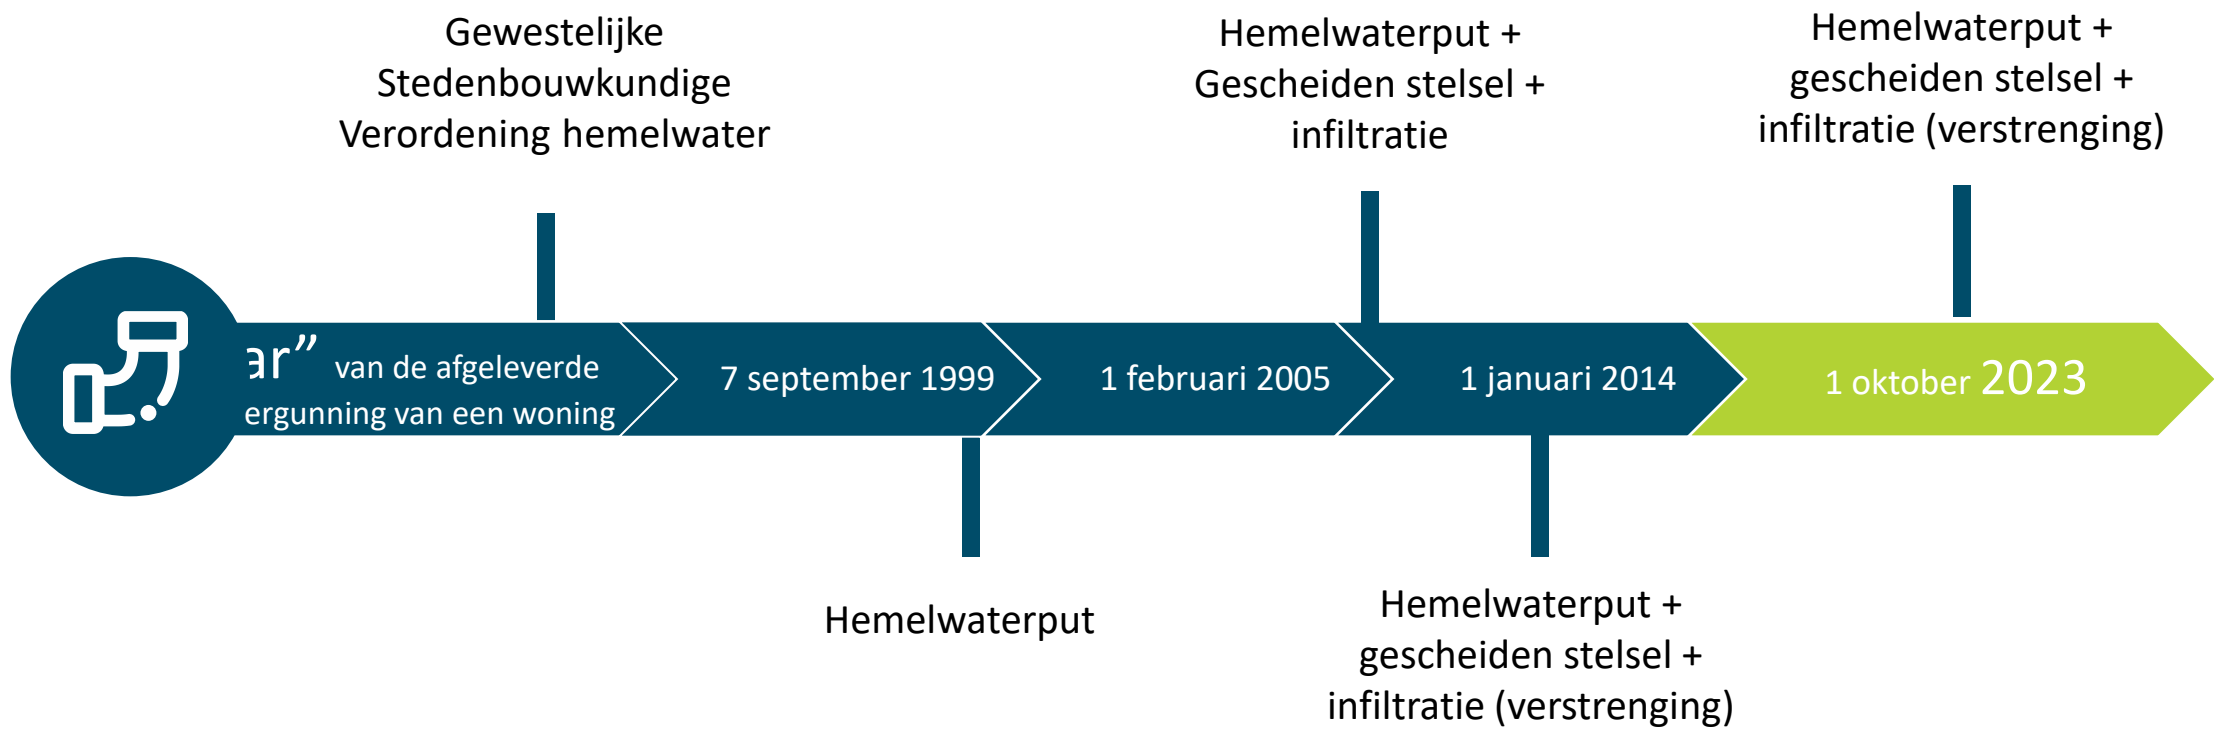 Gewestelijke
Stedenbouwkundige
Verordening hemelwater
Hemelwaterput +
Gescheiden stelsel +
infiltratie
Hemelwaterput +
gescheiden stelsel +
infiltratie (verstrenging)
ar” van de afgeleverde
ergunning van een woning
7 september 1999
1 februari 2005
1 januari 2014
1 oktober 2023
Hemelwaterput
Hemelwaterput +
gescheiden stelsel +
infiltratie (verstrenging)